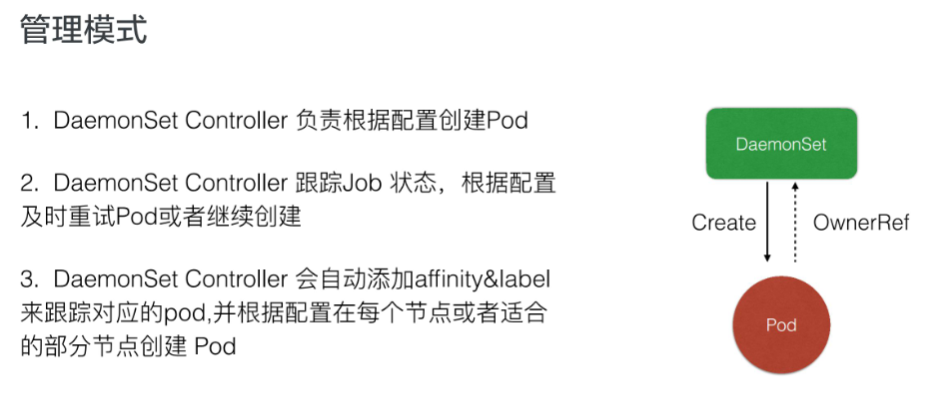 管理模式
1. DaemonSet Controller 负责根据配置创建Pod
2. DaemonSet Controller 跟踪Job 状态，根据配置
及时重试Pod或者继续创建
3. DaemonSet Controller 会自动添加affinity&label
来跟踪对应的pod,并根据配置在每个节点或者适合
的部分节点创建 Pod
DaemonSet
Create
OwnerRef
Pod